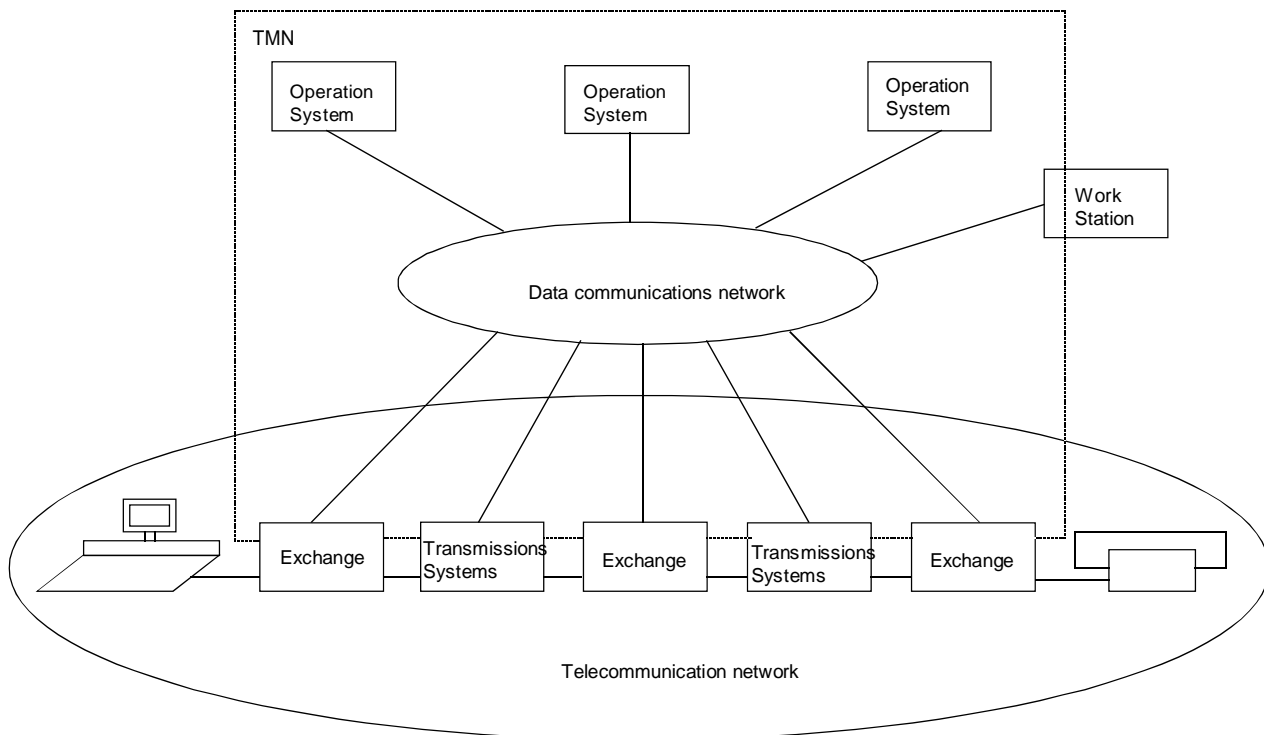 TMN
Operation
System
Operation
System
Operation
System
Work
Station
Data communications network
Exchange
Transmissions
Systems
Exchange
Transmissions
Systems
Exchange
Telecommunication network